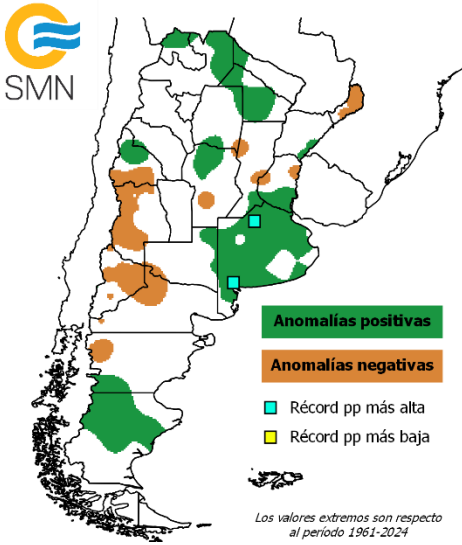 SMN
Anomalías positivas
Anomalías negativas
Récord pp más alta
Récord pp más baja
Los valores extremos son respecto
al período 1961-2024